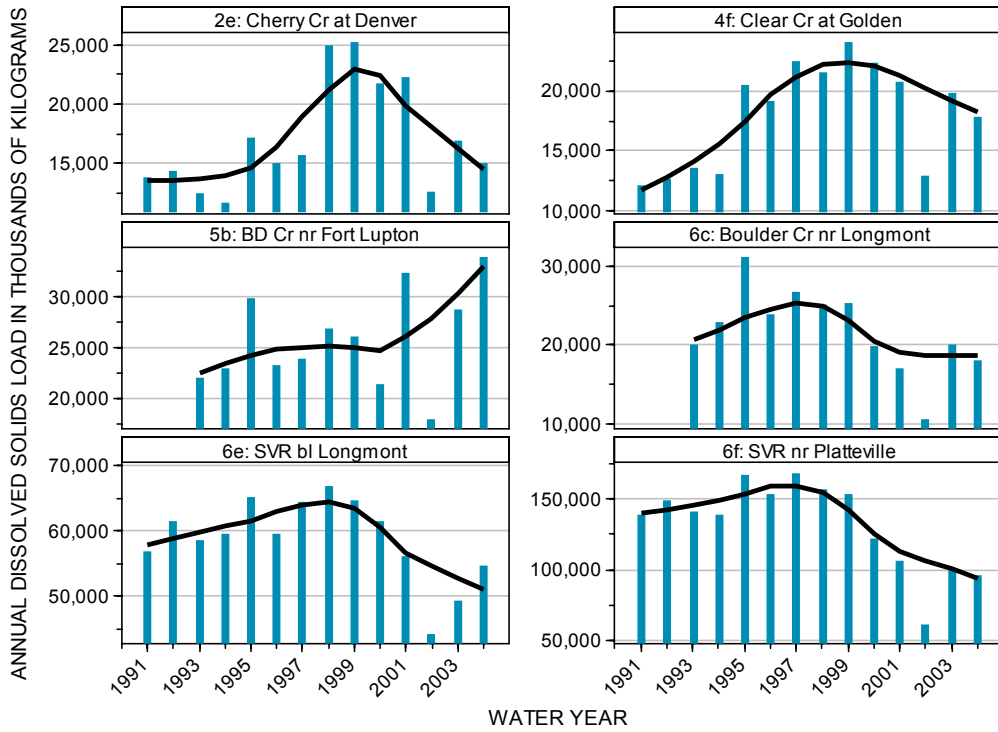 ANNUAL DISSOLVED SOLIDS LOAD IN THOUSANDS OF KILOGRAMS
2e: Cherry Cr at Denver
25,000
20,000
15,000
4f: Clear Cr at Golden
20,000
15,000
10,000
5b: BD Cr nr Fort Lupton
30,000
25,000
20,000
6c: Boulder Cr nr Longmont
30,000
20,000
10,000
6e: SVR bl Longmont
70,000
60,000
50,000
6f: SVR nr Platteville
150,000
100,000
50,000
1991 1993 1995 1997 1999 2001 2003
1991 1993 1995 1997 1999 2001 2003
WATER YEAR